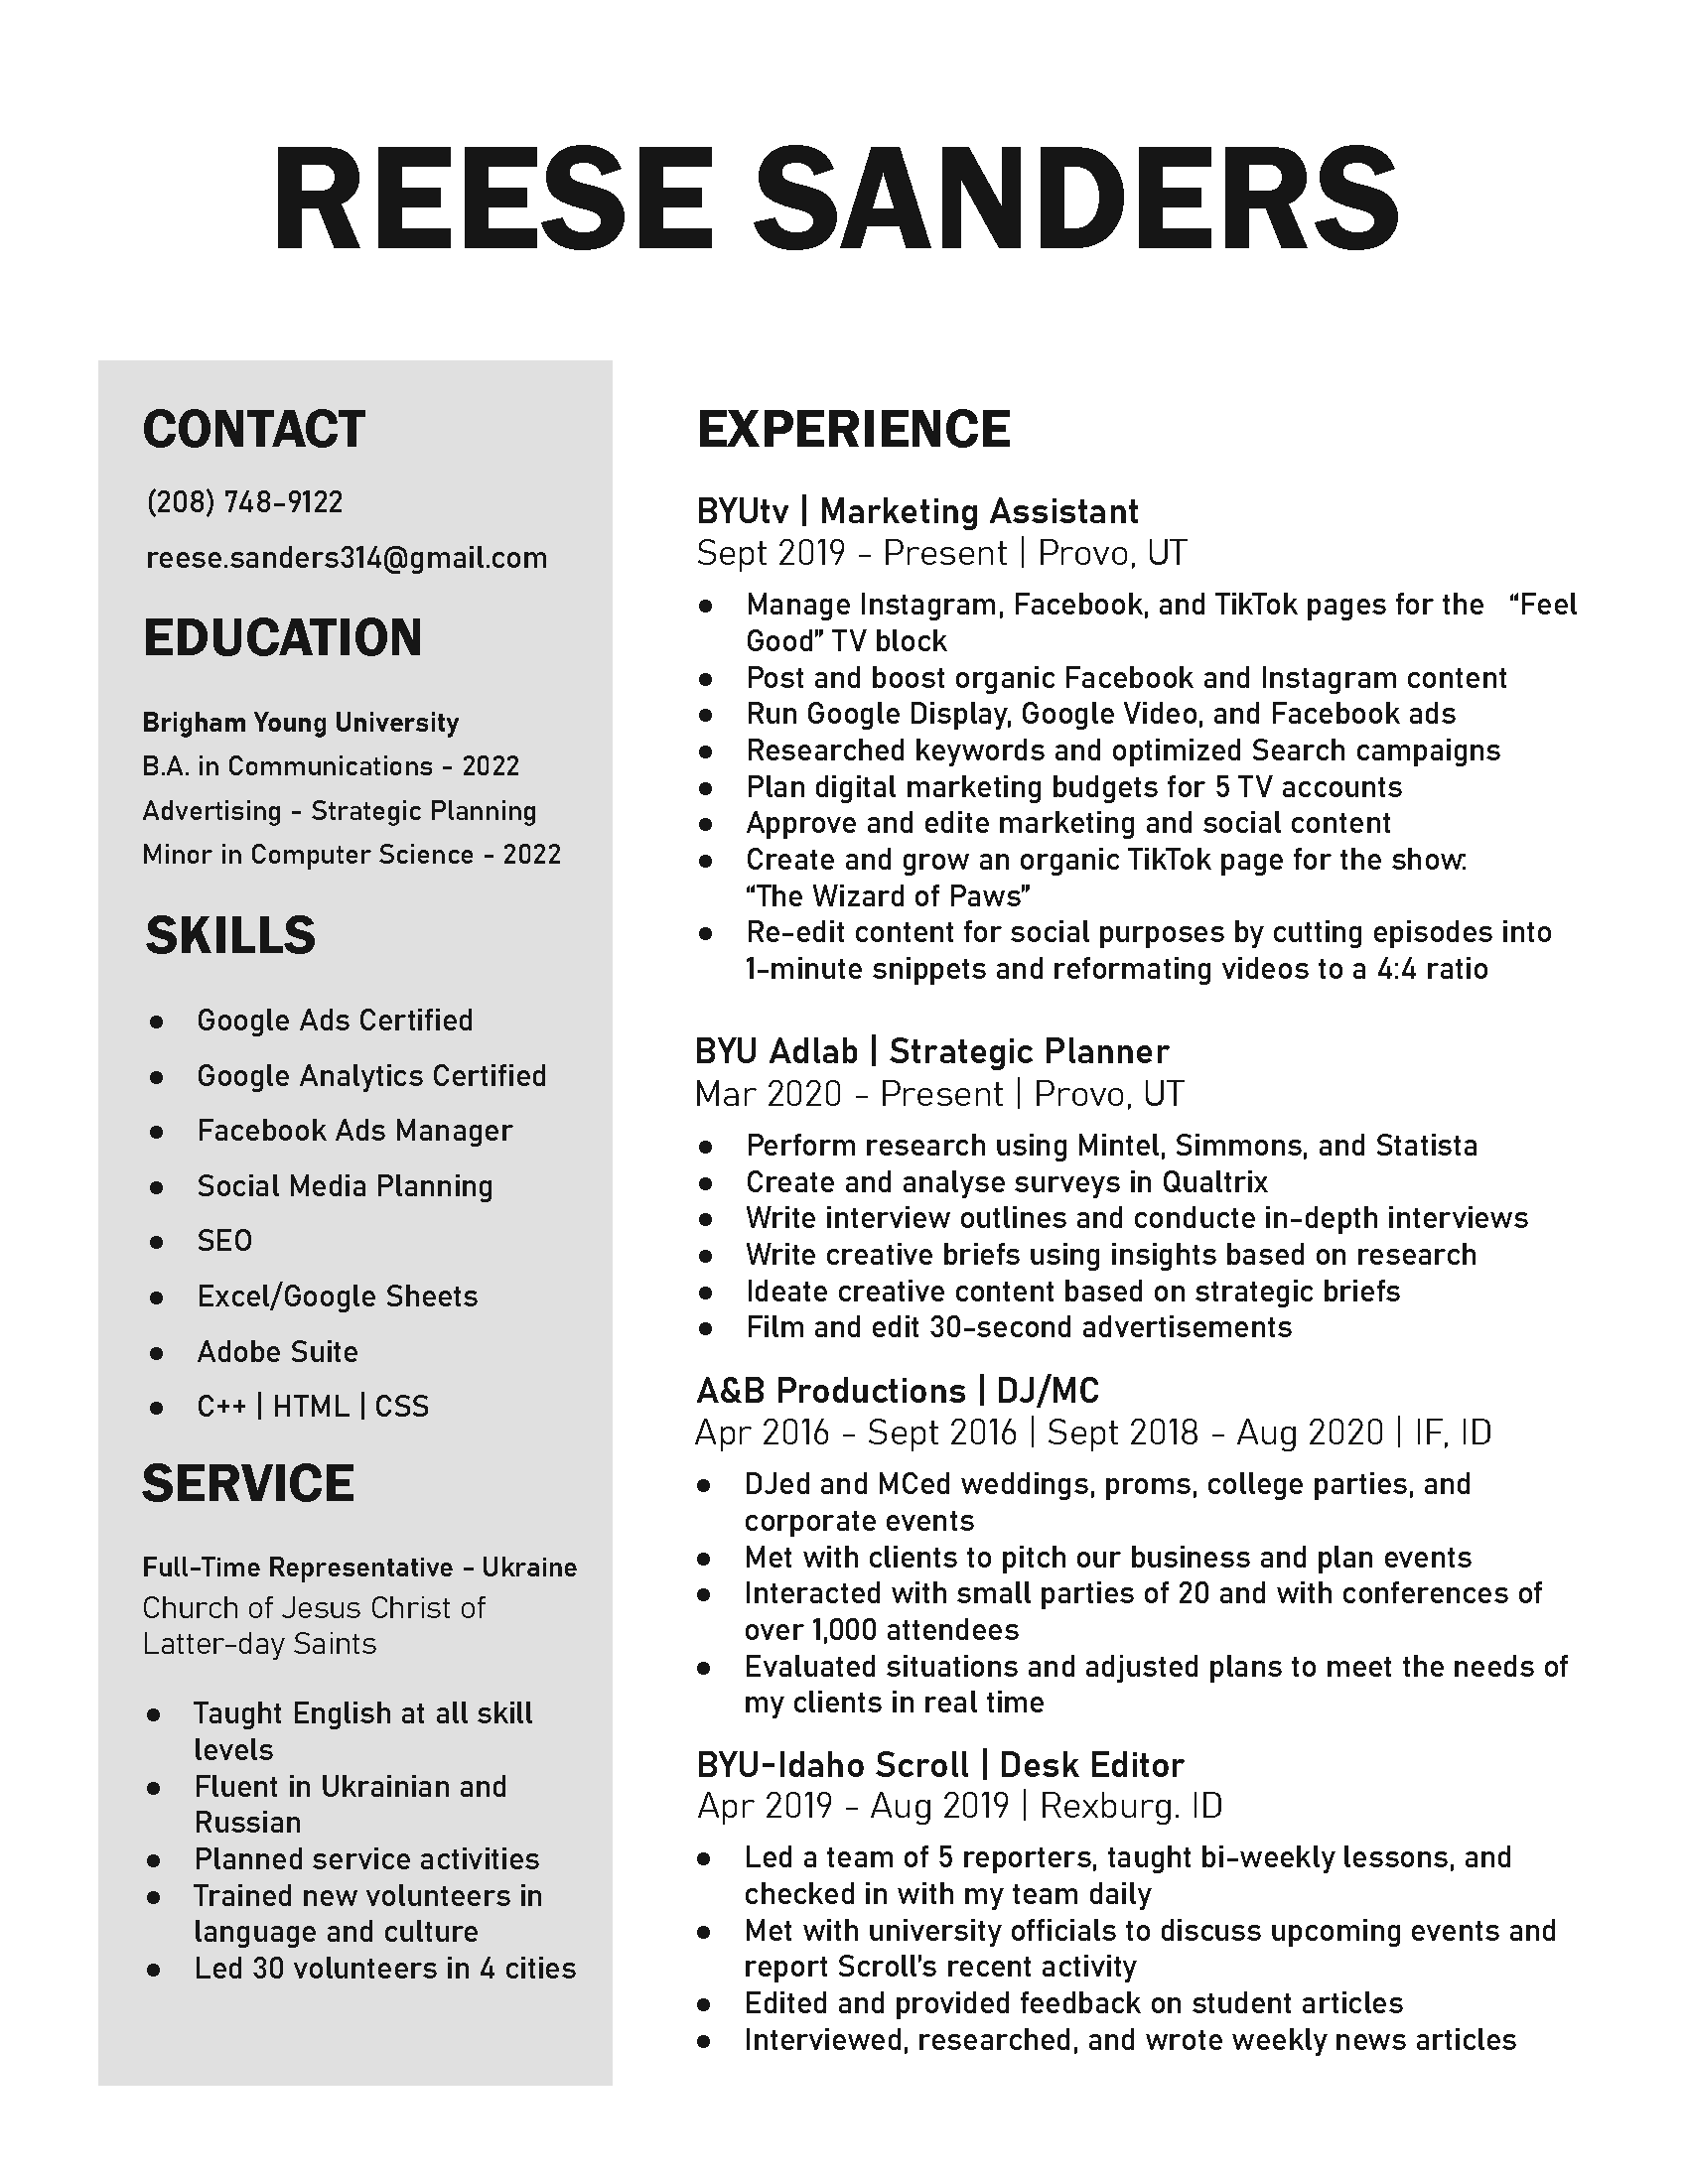 REESE SANDERS
CONTACT
(208) 748-9122
reese.sanders314@gmail.com
EDUCATION
Brigham Young University
B.A. in Communications - 2022
Advertising - Strategic Planning
Minor in Computer Science - 2022
SKILLS
● Google Ads Certified
● Google Analytics Certified
● Facebook Ads Manager
● Social Media Planning
● SEO
● Excel/Google Sheets
● Adobe Suite
● C++ | HTML | CSS
SERVICE
Full-Time Representative - Ukraine
Church of Jesus Christ of
Latter-day Saints
● Taught English at all skill
levels
● Fluent in Ukrainian and
Russian
● Planned service activities
● Trained new volunteers in
language and culture
● Led 30 volunteers in 4 cities
EXPERIENCE
BYUtv | Marketing Assistant
Sept 2019 - Present | Provo, UT
● Manage Instagram, Facebook, and TikTok pages for the “Feel
Good” TV block
● Post and boost organic Facebook and Instagram content
● Run Google Display, Google Video, and Facebook ads
● Researched keywords and optimized Search campaigns
● Plan digital marketing budgets for 5 TV accounts
● Approve and edite marketing and social content
● Create and grow an organic TikTok page for the show:
“The Wizard of Paws”
● Re-edit content for social purposes by cutting episodes into
1-minute snippets and reformating videos to a 4:4 ratio
BYU Adlab | Strategic Planner
Mar 2020 - Present | Provo, UT
● Perform research using Mintel, Simmons, and Statista
● Create and analyse surveys in Qualtrix
● Write interview outlines and conducte in-depth interviews
● Write creative briefs using insights based on research
● Ideate creative content based on strategic briefs
● Film and edit 30-second advertisements
A&B Productions | DJ/MC
Apr 2016 - Sept 2016 | Sept 2018 - Aug 2020 | IF, ID
● DJed and MCed weddings, proms, college parties, and
corporate events
● Met with clients to pitch our business and plan events
● Interacted with small parties of 20 and with conferences of
over 1,000 attendees
● Evaluated situations and adjusted plans to meet the needs of
my clients in real time
BYU-Idaho Scroll | Desk Editor
Apr 2019 - Aug 2019 | Rexburg. ID
● Led a team of 5 reporters, taught bi-weekly lessons, and
checked in with my team daily
● Met with university officials to discuss upcoming events and
report Scroll’s recent activity
● Edited and provided feedback on student articles
● Interviewed, researched, and wrote weekly news articles